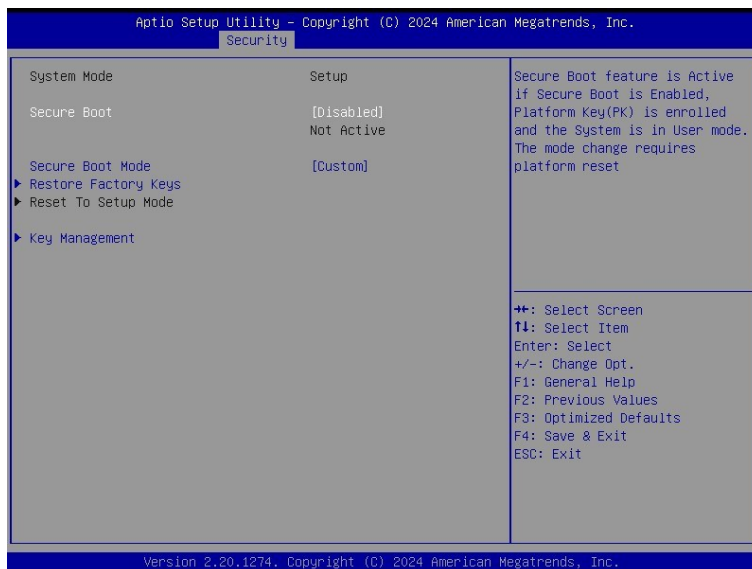 Aptio Setup Utility – Copyright (C) 2024 American Megatrends, Inc.
Security
System Mode Setup
Secure Boot [Disabled]
Not Active
Secure Boot Mode [Custom]
Restore Factory Keys
Reset To Setup Mode
Key Management
Secure Boot feature is Active
if Secure Boot is Enabled,
Platform Key(PK) is enrolled
and the System is in User mode.
The mode change requires
platform reset
→←: Select Screen
↑↓: Select Item
Enter: Select
+/-: Change Opt.
F1: General Help
F2: Previous Values
F3: Optimized Defaults
F4: Save & Exit
ESC: Exit
Version 2.20.1274. Copyright (C) 2024 American Megatrends, Inc.